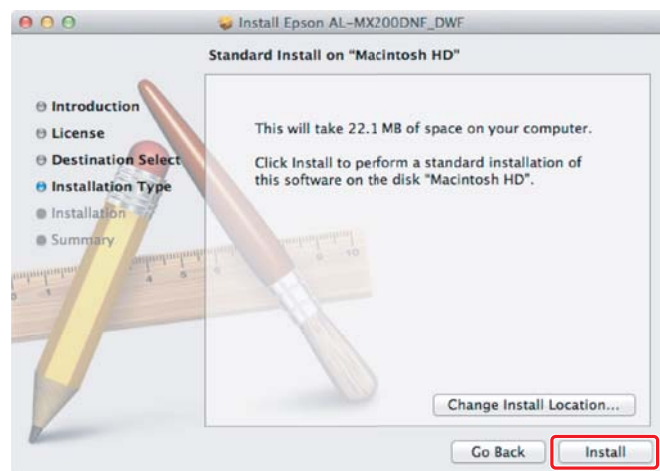 Install Epson AL-MX200DNF_DWF
Standard Install on "Macintosh HD"
Introduction
License
Destination Select
Installation Type
Installation
Summary
This will take 22.1 MB of space on your computer.
Click Install to perform a standard installation of
this software on the disk "Macintosh HD".
Change Install Location...
Go Back
Install